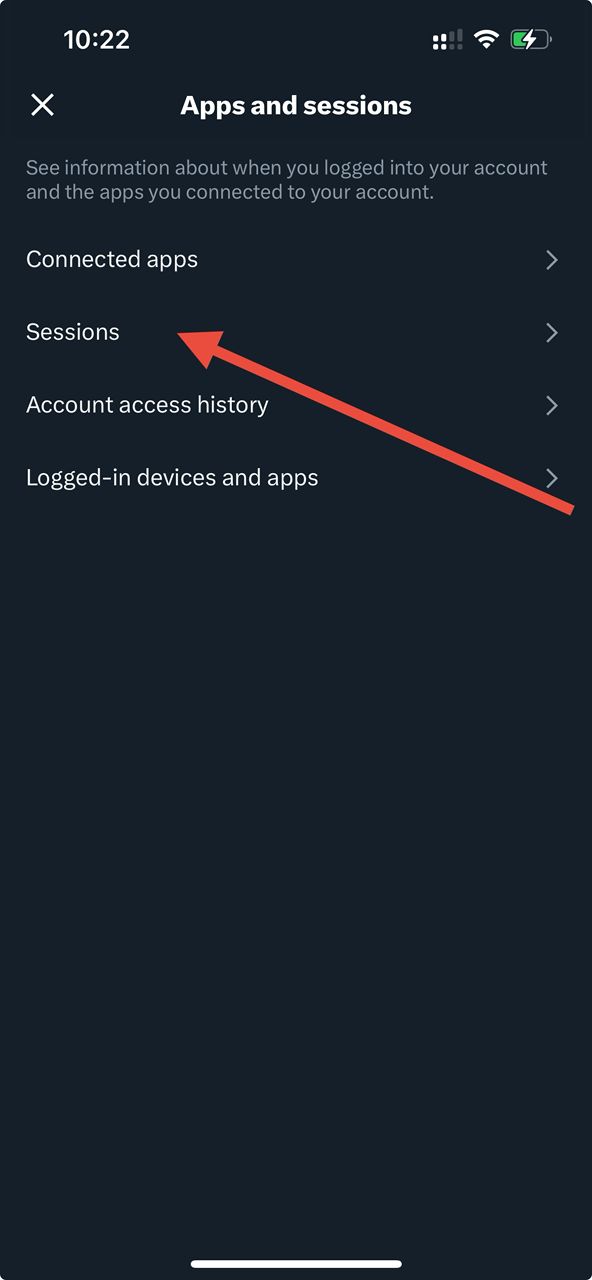 10:22
Apps and sessions
See information about when you logged into your account
and the apps you connected to your account.
Connected apps
Sessions
Account access history
Logged-in devices and apps